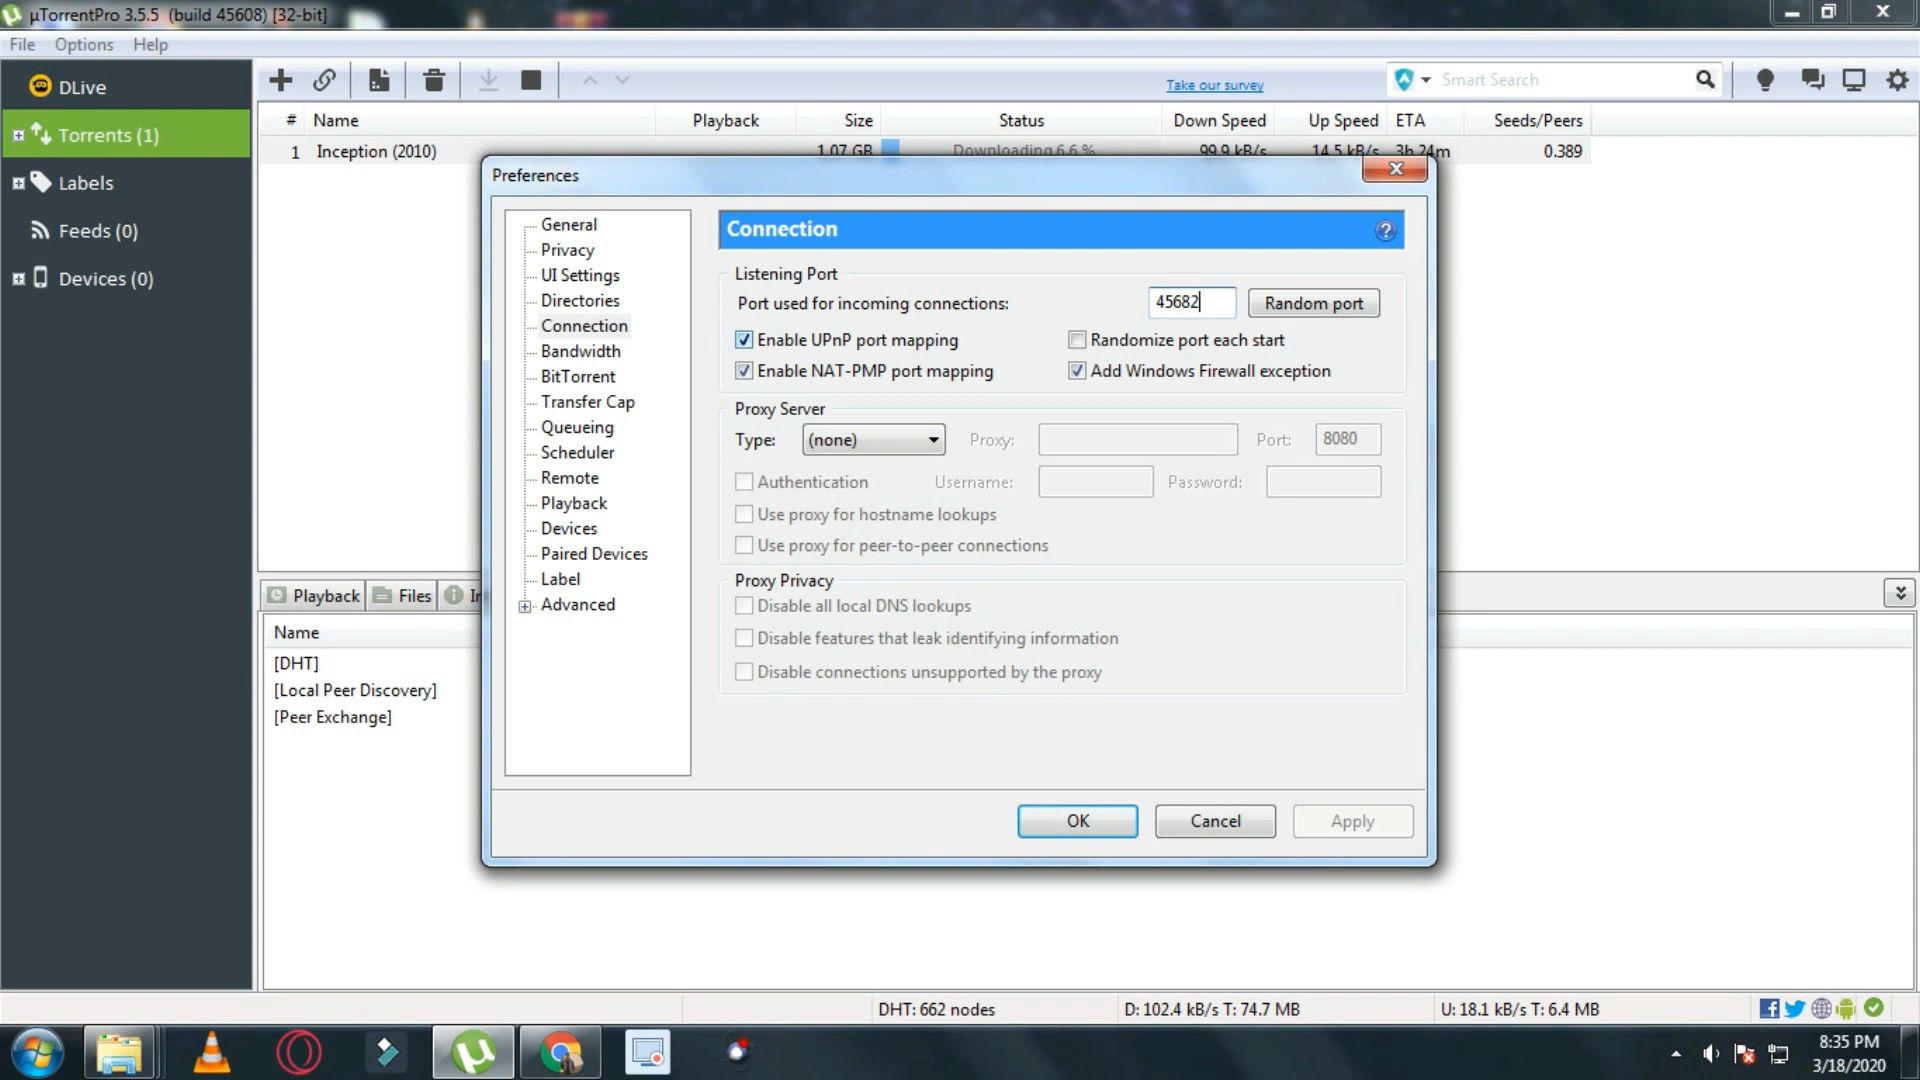 µTorrentPro 3.5.5 (build 45608) [32-bit]
File Options Help
DLive
Torrents (1)
Labels
Feeds (0)
Devices (0)
Take our survey
Smart Search
# Name Playback Size Status Down Speed Up Speed ETA Seeds/Peers
1 Inception (2010) 1.07 GB Downloading 6.6 % 99.9 kB/s 14.5 kB/s 3h 24m 0.389
Preferences
General
Privacy
UI Settings
Directories
Connection
Bandwidth
BitTorrent
Transfer Cap
Queueing
Scheduler
Remote
Playback
Devices
Paired Devices
Label
Advanced
Connection
Listening Port
Port used for incoming connections: 45682 Random port
Enable UPnP port mapping Randomize port each start
Enable NAT-PMP port mapping Add Windows Firewall exception
Proxy Server
Type: (none) Proxy: Port: 8080
Authentication Username: Password:
Use proxy for hostname lookups
Use proxy for peer-to-peer connections
Proxy Privacy
Disable all local DNS lookups
Disable features that leak identifying information
Disable connections unsupported by the proxy
OK Cancel Apply
Playback Files
Name
[DHT]
[Local Peer Discovery]
[Peer Exchange]
DHT: 662 nodes D: 102.4 kB/s T: 74.7 MB U: 18.1 kB/s T: 6.4 MB
8:35 PM
3/18/2020